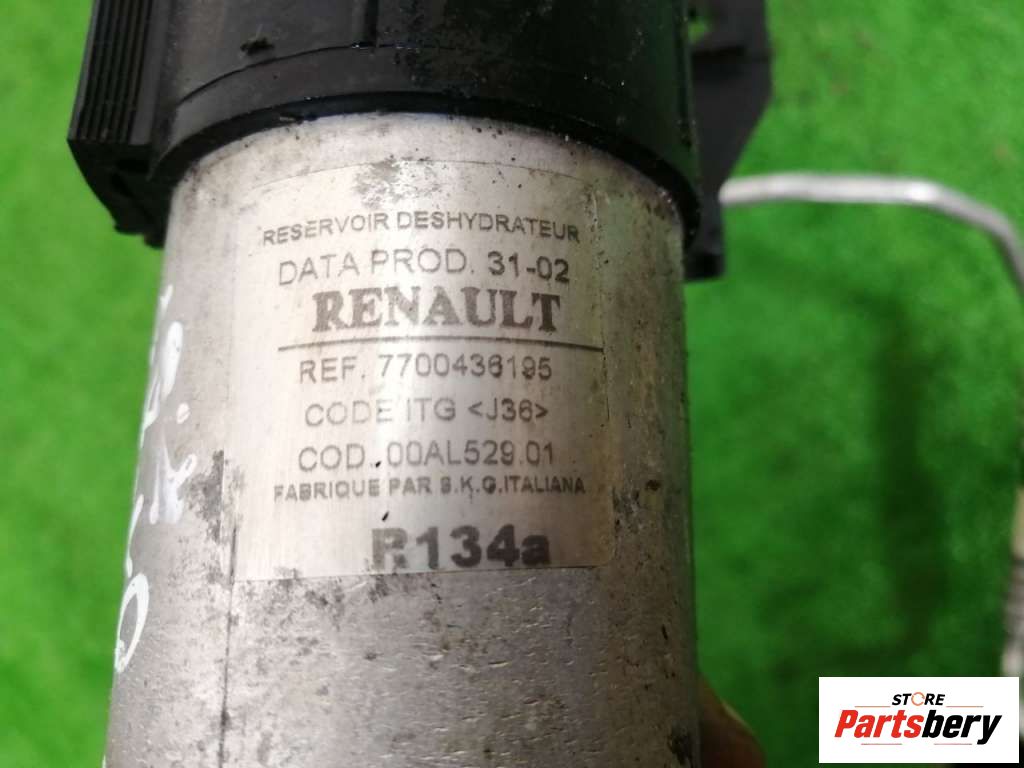 RESERVOIR DESHYDRATEUR
DATA PROD. 31-02
RENAULT
REF. 7700436195
CODE ITG <J36>
COD. 00AL529.01
FABRIQUE PAR S.K.G.ITALIANA
R134a
STORE
Partsbery